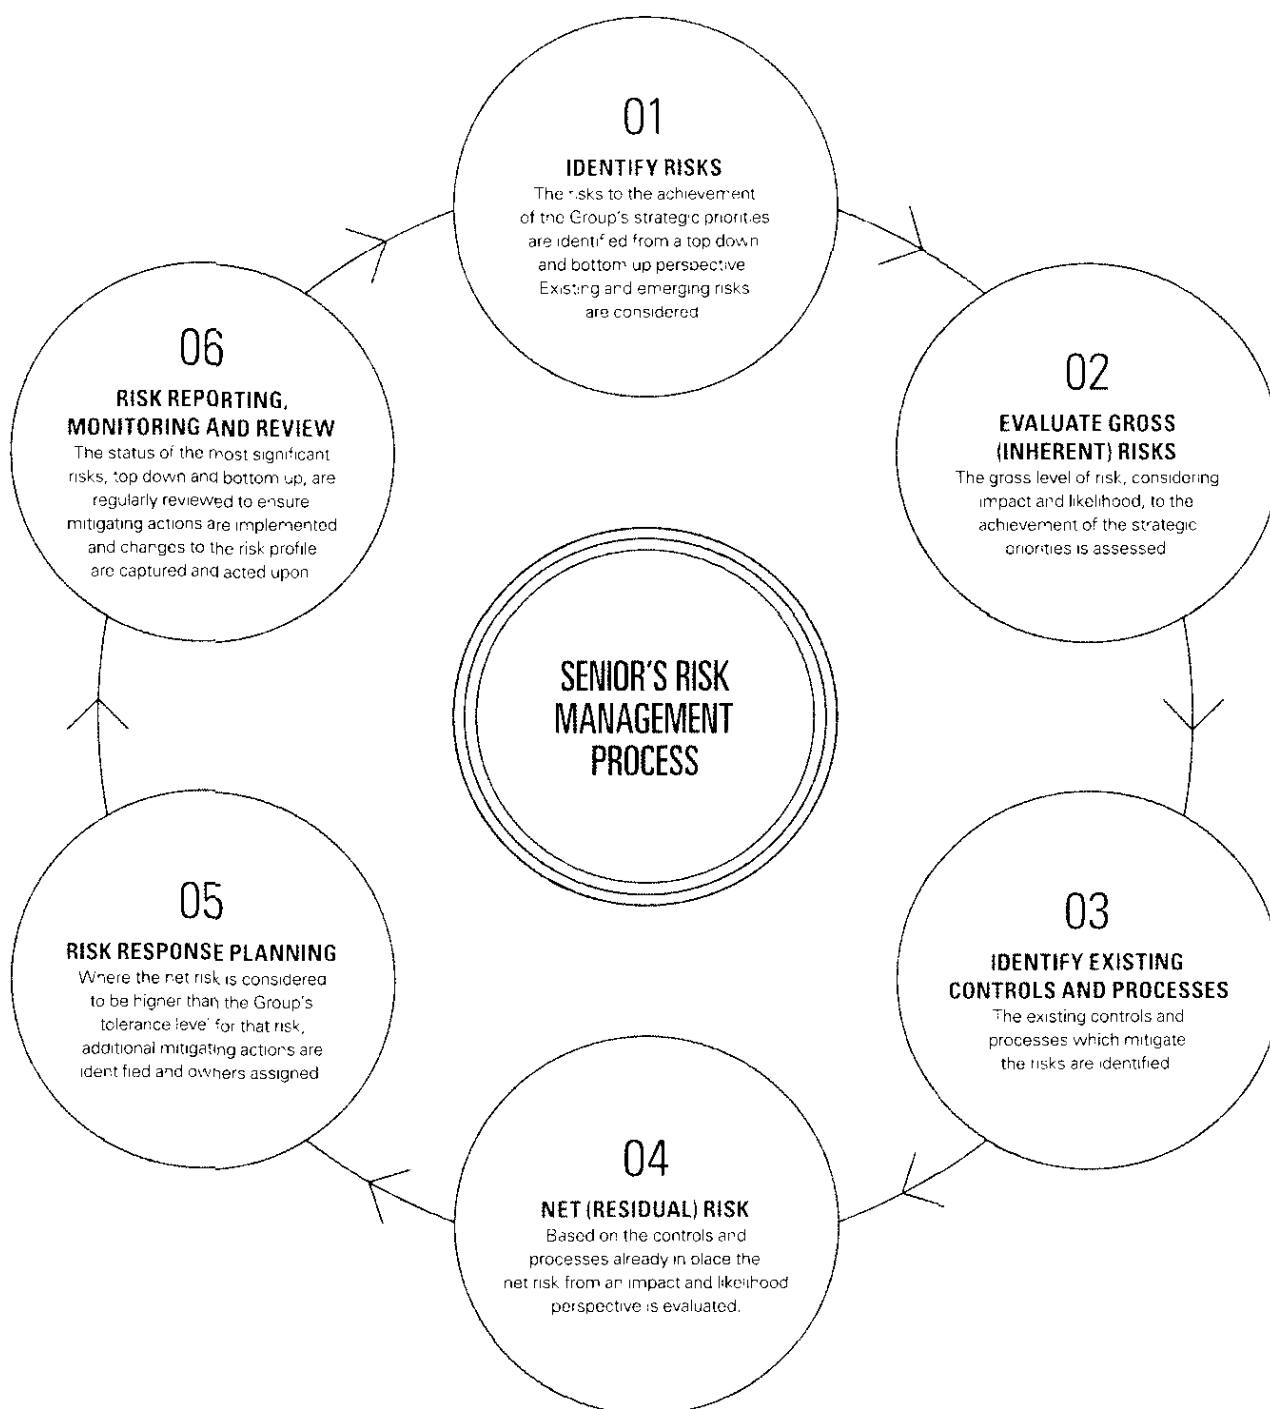 01
IDENTIFY RISKS
The risks to the achievement
of the Group's strategic priorities
are identified from a top down
and bottom up perspective
Existing and emerging risks
are considered
02
EVALUATE GROSS
(INHERENT) RISKS
The gross level of risk, considering
impact and likelihood, to the
achievement of the strategic
priorities is assessed
03
IDENTIFY EXISTING
CONTROLS AND PROCESSES
The existing controls and
processes which mitigate
the risks are identified
04
NET (RESIDUAL) RISK
Based on the controls and
processes already in place the
net risk from an impact and likelihood
perspective is evaluated.
05
RISK RESPONSE PLANNING
Where the net risk is considered
to be higher than the Group's
tolerance level for that risk,
additional mitigating actions are
identified and owners assigned
06
RISK REPORTING,
MONITORING AND REVIEW
The status of the most significant
risks, top down and bottom up, are
regularly reviewed to ensure
mitigating actions are implemented
and changes to the risk profile
are captured and acted upon
SENIOR'S RISK
MANAGEMENT
PROCESS